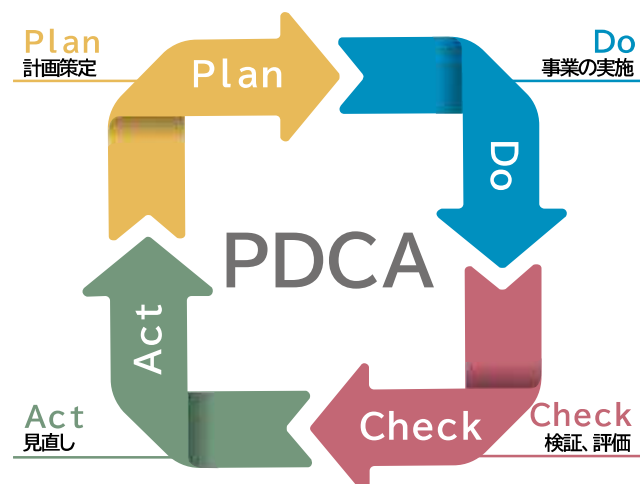 Plan
計画策定
Plan
Do
事業の実施
Do
PDCA
Act
Act
見直し
Check
Check
検証、評価